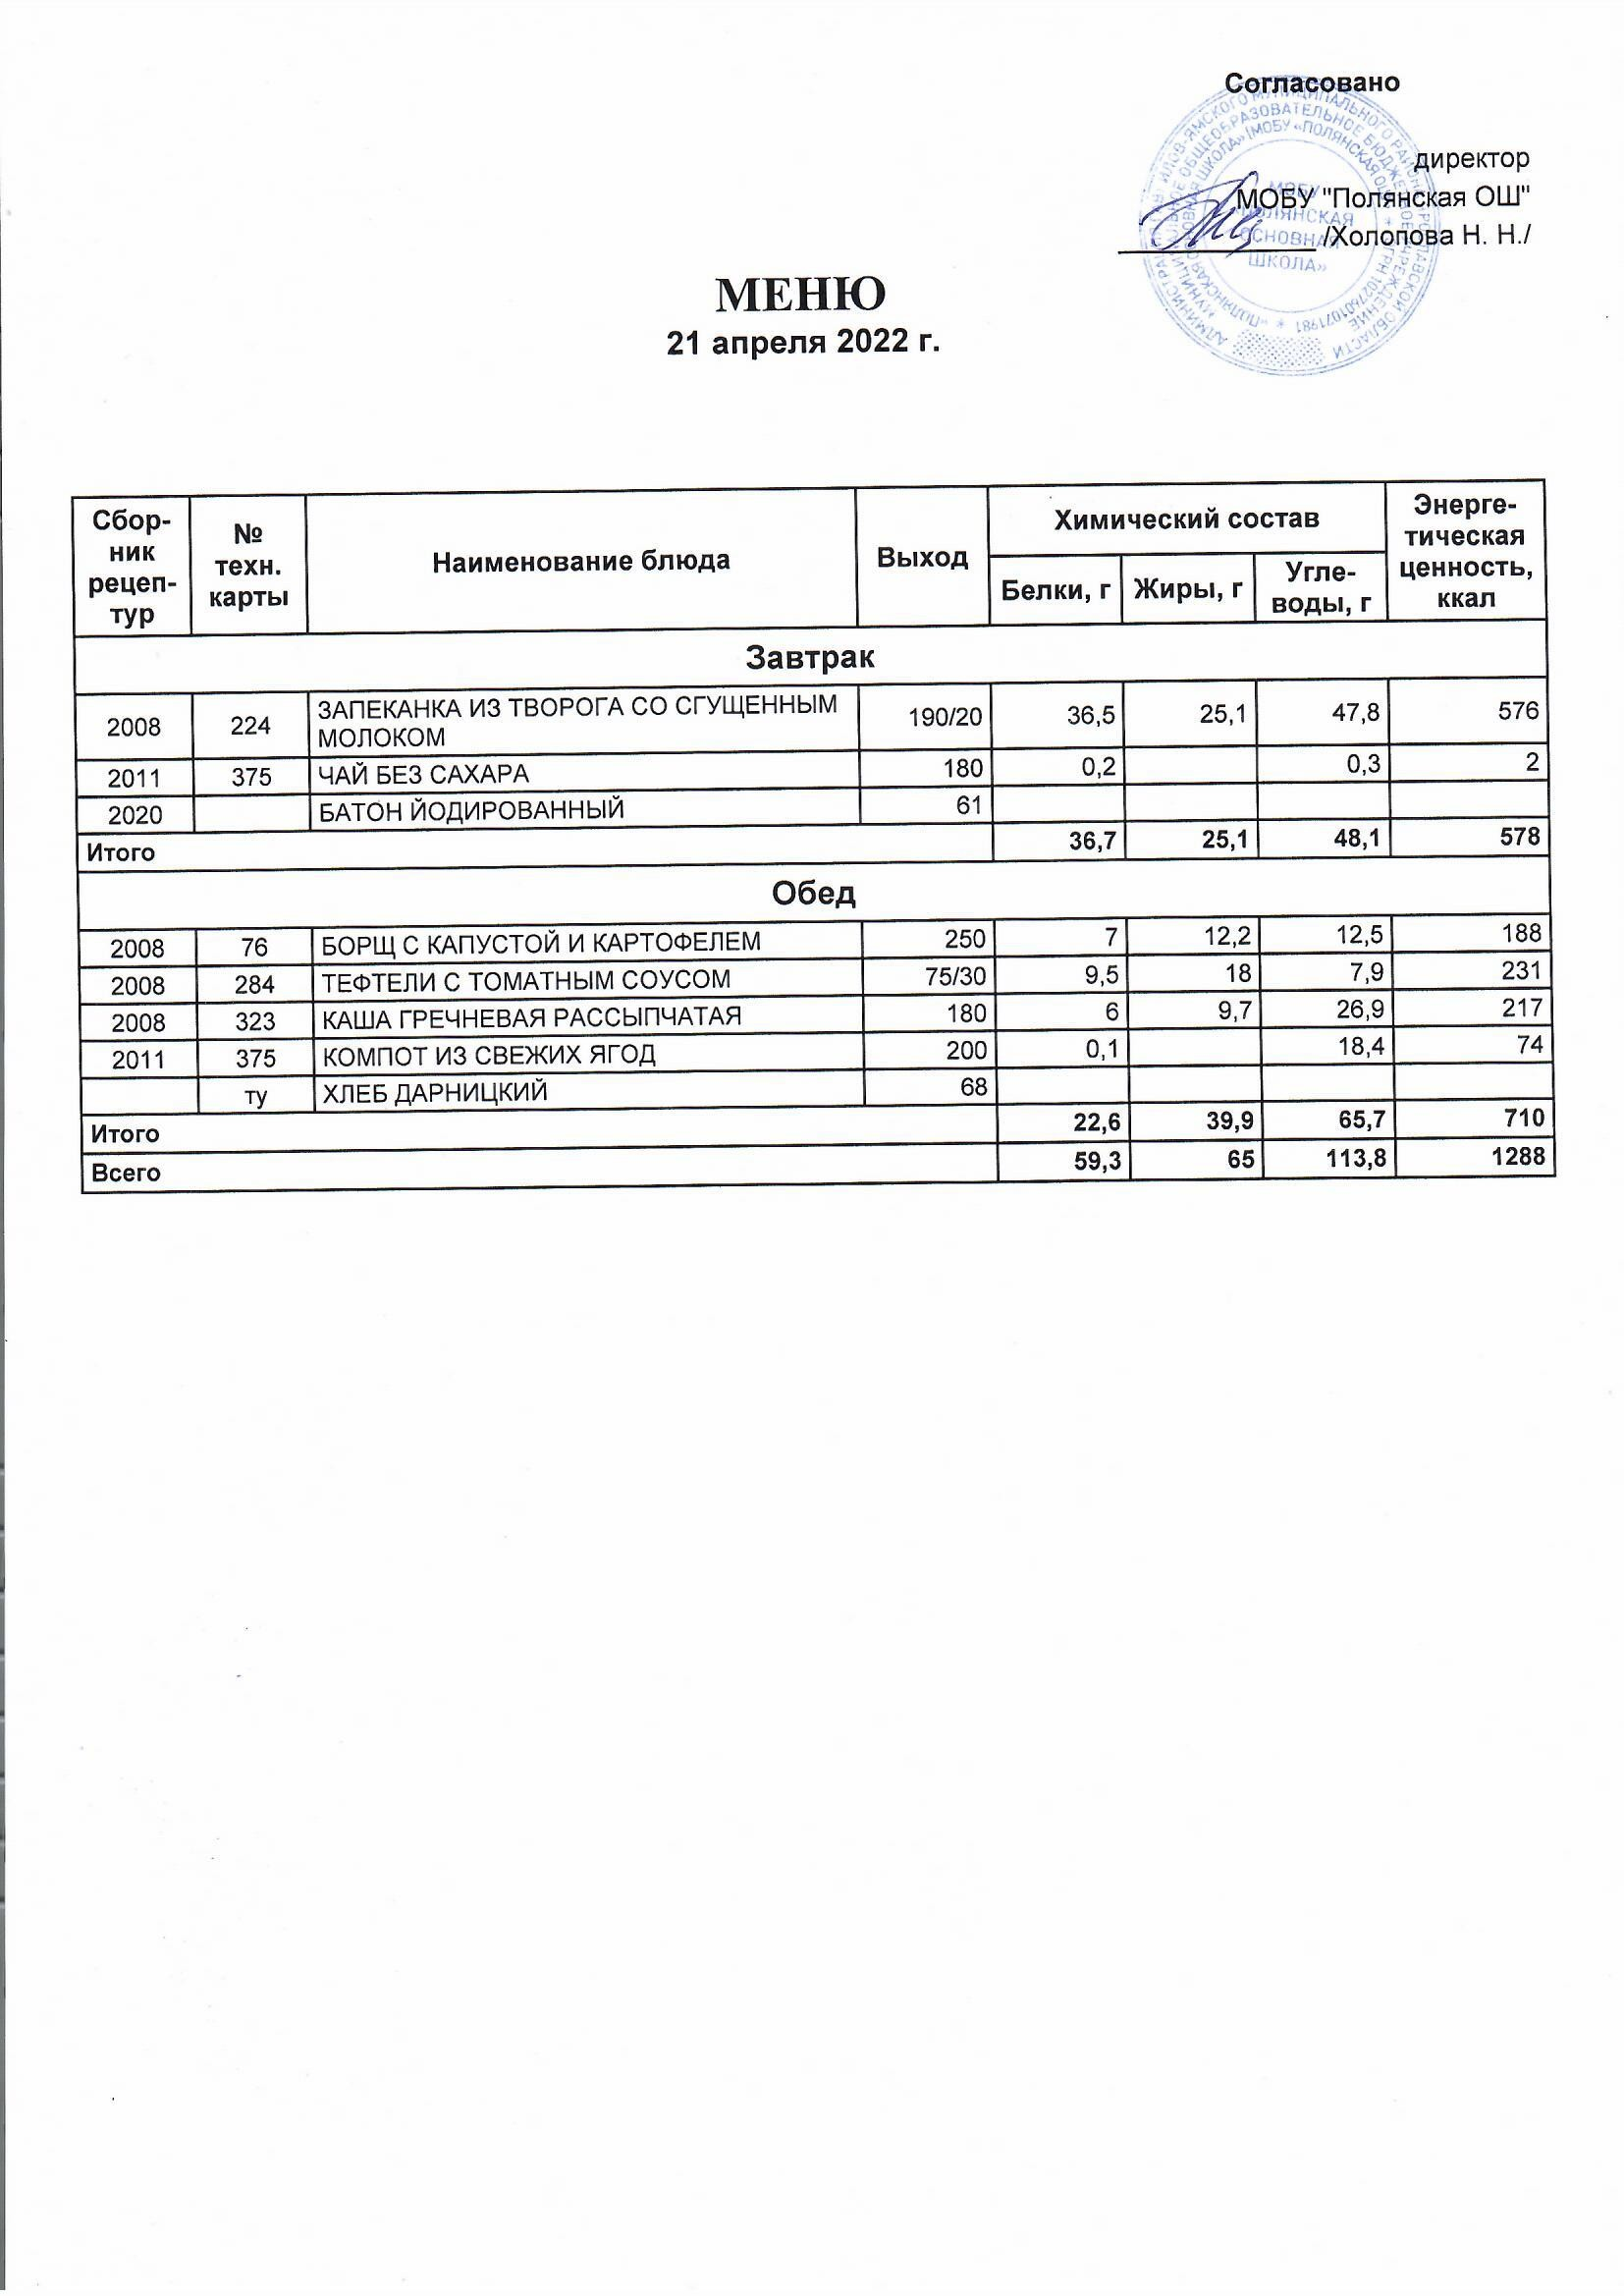 Согласовано
директор
МОБУ "Полянская ОШ"
/Холопова Н. Н./
МОБУ
ПОЛЯНСКАЯ
ОСНОВНАЯ
ШКОЛА»
МЕНЮ
21 апреля 2022 г.
Сбор-ник рецеп-тур № техн. карты Наименование блюда Выход Химический состав Энерге-тическая ценность, ккал
Белки, г Жиры, г Угле-воды, г
Завтрак
2008 224 ЗАПЕКАНКА ИЗ ТВОРОГА СО СГУЩЕННЫМ МОЛОКОМ 190/20 36,5 25,1 47,8 576
2011 375 ЧАЙ БЕЗ САХАРА 180 0,2 0,3 2
2020 БАТОН ЙОДИРОВАННЫЙ 61
Итого 36,7 25,1 48,1 578
Обед
2008 76 БОРЩ С КАПУСТОЙ И КАРТОФЕЛЕМ 250 7 12,2 12,5 188
2008 284 ТЕФТЕЛИ С ТОМАТНЫМ СОУСОМ 75/30 9,5 18 7,9 231
2008 323 КАША ГРЕЧНЕВАЯ РАССЫПЧАТАЯ 180 6 9,7 26,9 217
2011 375 КОМПОТ ИЗ СВЕЖИХ ЯГОД 200 0,1 18,4 74
ту ХЛЕБ ДАРНИЦКИЙ 68
Итого 22,6 39,9 65,7 710
Всего 59,3 65 113,8 1288